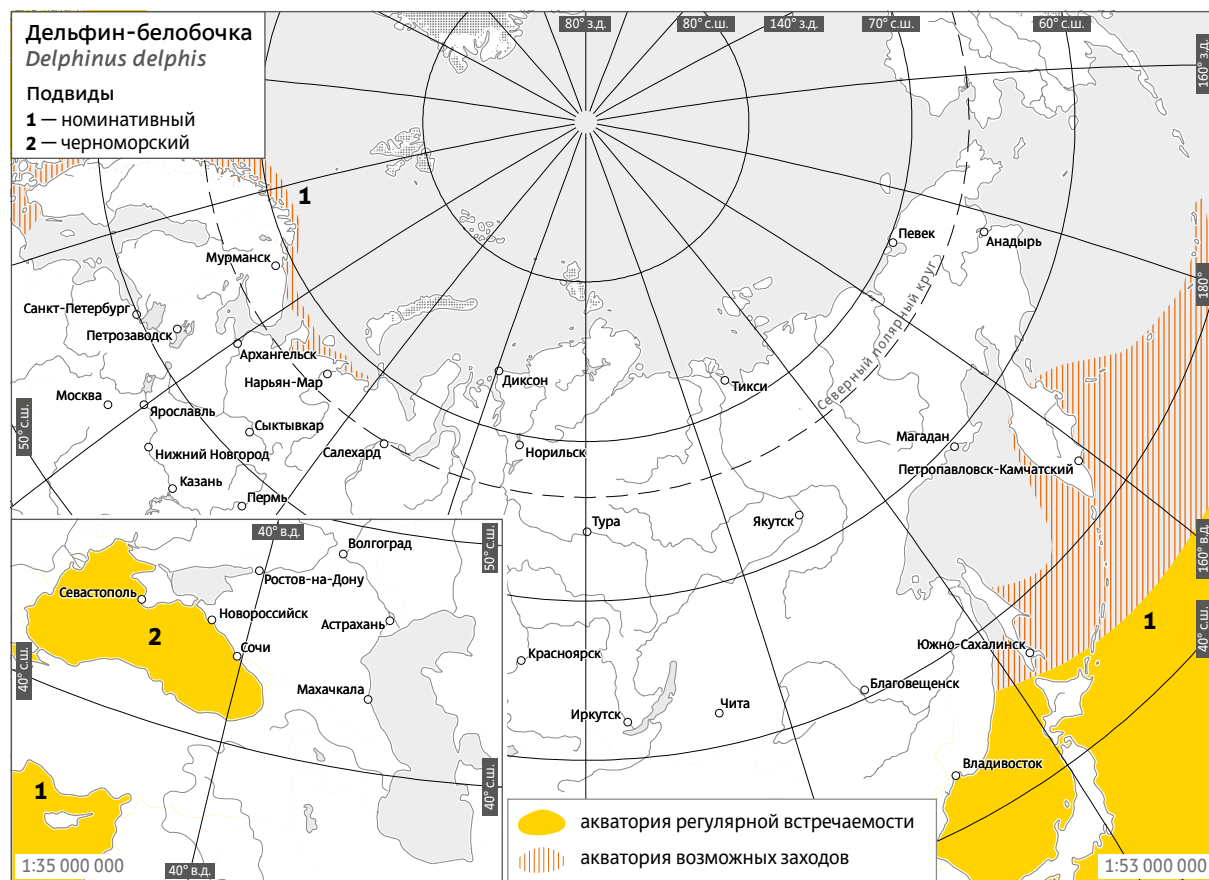 Дельфин-белобочка
Delphinus delphis
Подвиды
1 — номинативный
2 — черноморский
80° з.д.
80° с.ш.
140° з.д.
70° с.ш.
60° с.ш.
160° з.д.
1
Мурманск
Певек
Анадырь
180°
Северный полярный круг
Санкт-Петербург
Петрозаводск
Архангельск
Нарьян-Мар
Диксон
Тикси
Москва
Ярославль
50° с.ш.
Сыктывкар
Нижний Новгород
Салехард
Норильск
Магадан
Петропавловск-Камчатский
Казань
Пермь
Тура
Якутск
160° в.д.
40° в.д.
50° с.ш.
Волгоград
Ростов-на-Дону
Севастополь
Новороссийск
Астрахань
2
Сочи
40° с.ш.
Махачкала
1
40° с.ш.
Южно-Сахалинск
Красноярск
Благовещенск
Иркутск
Чита
Владивосток
1
40° с.ш.
1:35 000 000
40° в.д.
акватория регулярной встречаемости
акватория возможных заходов
1:53 000 000